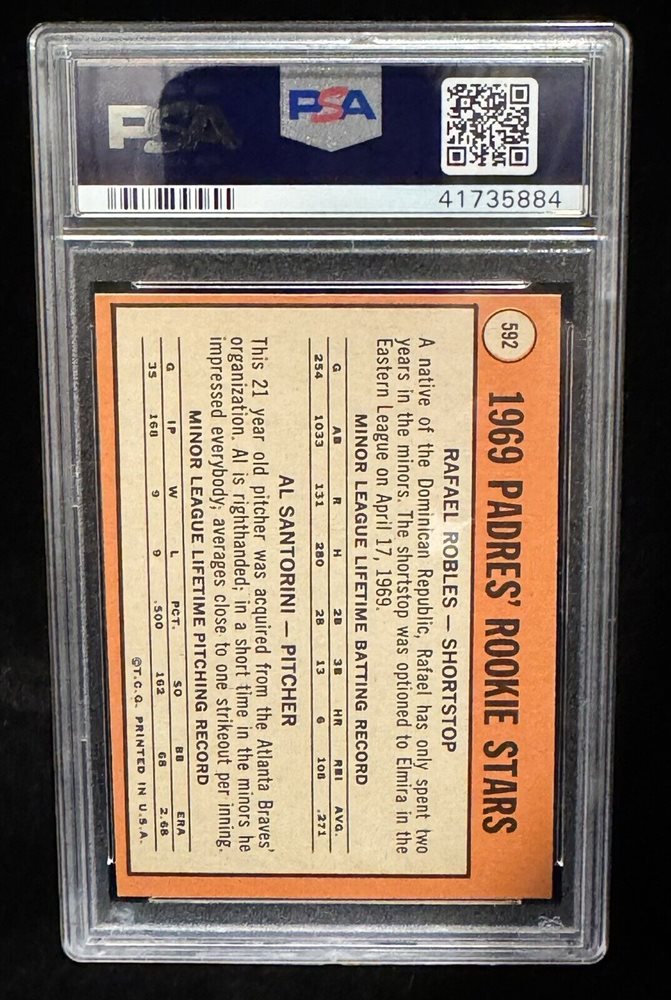 PSA
PSA
41735884
592
1969 PADRES' ROOKIE STARS
RAFAEL ROBLES — SHORTSTOP
A native of the Dominican Republic, Rafael has only spent two
years in the minors. The shortstop was optioned to Elmira in the
Eastern League on April 17, 1969.
MINOR LEAGUE LIFETIME BATTING RECORD
G AB R H 2B 3B HR RBI AVG.
254 1033 131 280 28 13 6 108 .271
AL SANTORINI — PITCHER
This 21 year old pitcher was acquired from the Atlanta Braves'
organization. Al is righthanded; in a short time in the minors he
impressed everybody; averages close to one strikeout per inning.
MINOR LEAGUE LIFETIME PITCHING RECORD
G IP W L PCT. SO BB ERA
35 168 9 9 .500 162 68 2.68
©T.C.G. PRINTED IN U.S.A.